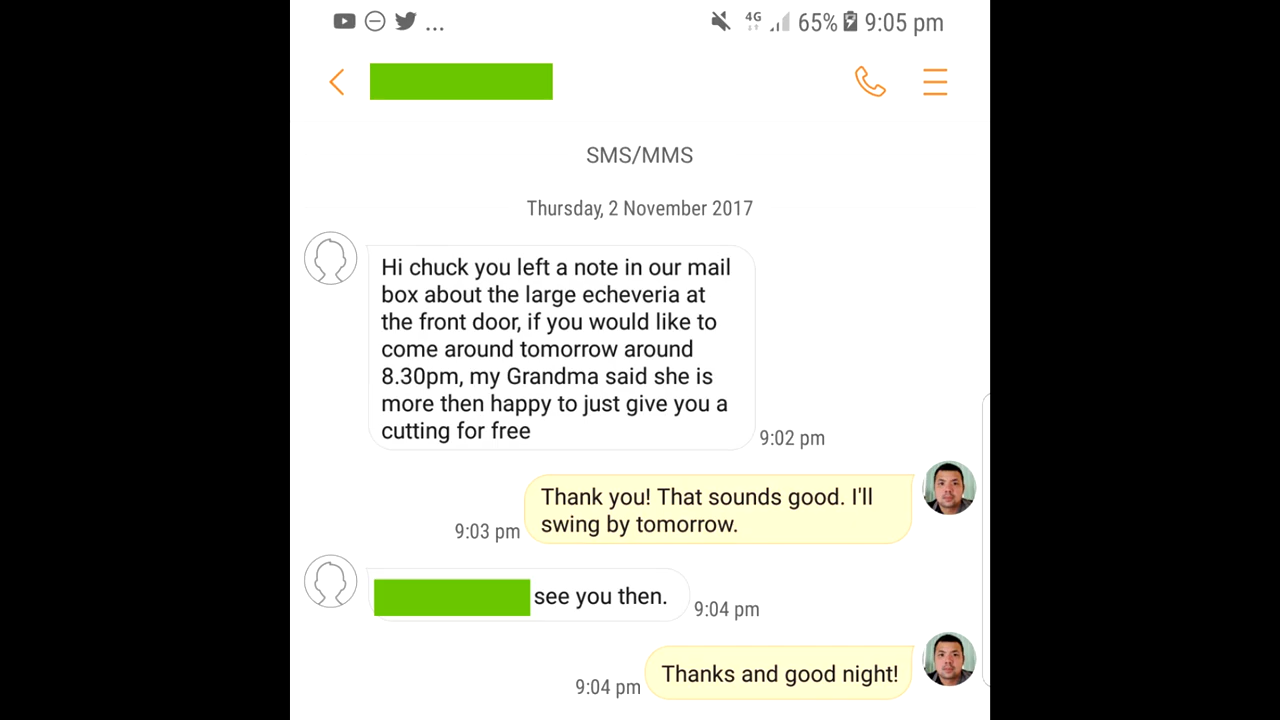 ... 4G 65% 9:05 pm
SMS/MMS
Thursday, 2 November 2017
Hi chuck you left a note in our mail
box about the large echeveria at
the front door, if you would like to
come around tomorrow around
8.30pm, my Grandma said she is
more then happy to just give you a
cutting for free
9:02 pm
Thank you! That sounds good. I'll
swing by tomorrow.
9:03 pm
see you then.
9:04 pm
Thanks and good night!
9:04 pm